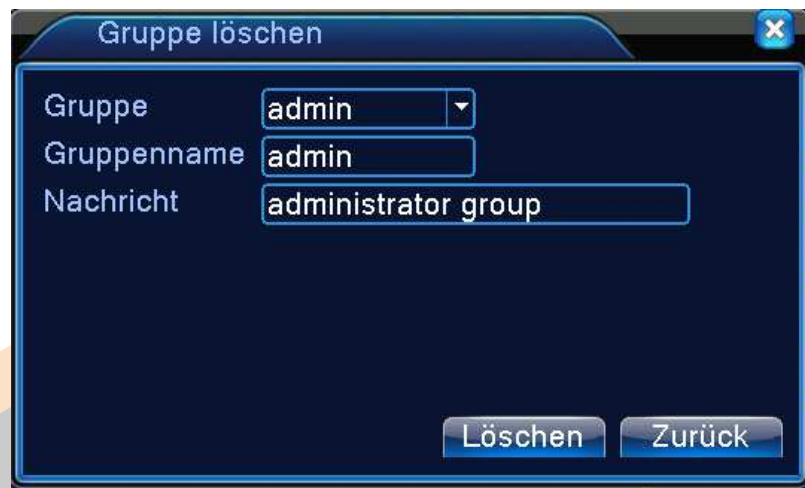 Gruppe löschen
Gruppe admin
Gruppenname admin
Nachricht administrator group
Löschen Zurück